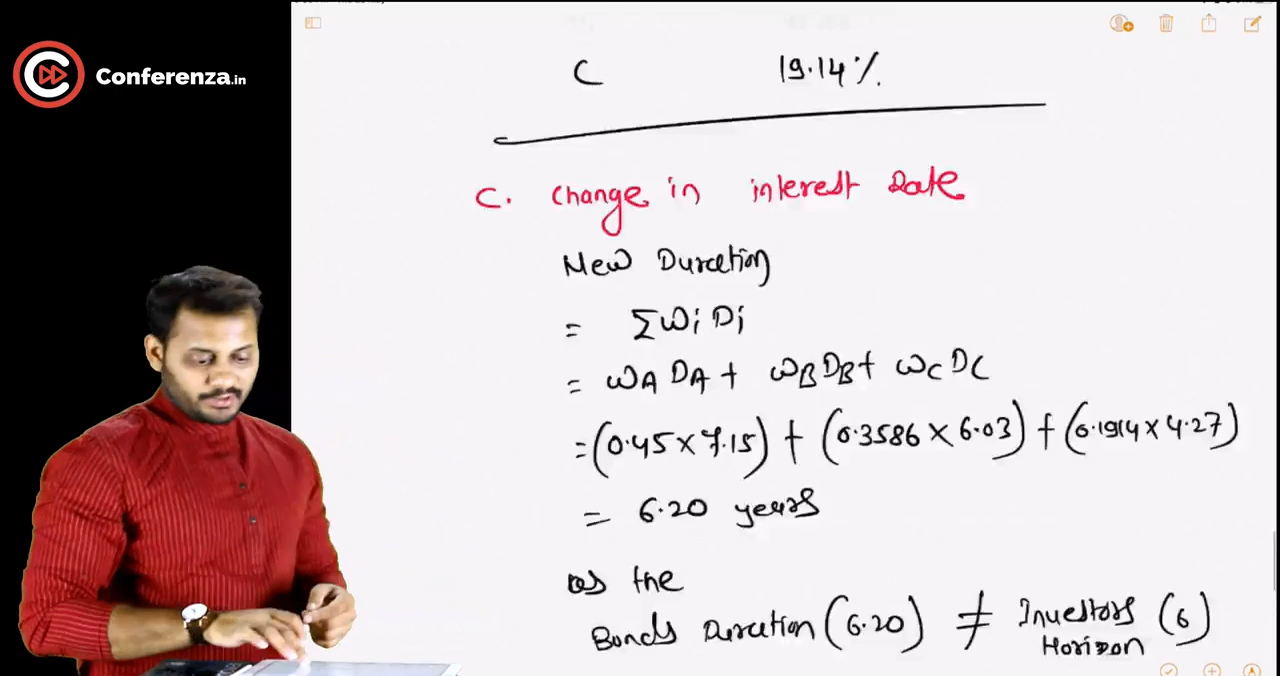 Conferenza.in
C 19.14%
C. Change in interest Rate
New Duration
= ΣWi Di
= WA DA + WB DB + WC DC
= (0.45 × 7.15) + (0.3586 × 6.03) + (0.1914 × 4.27)
= 6.20 years
as the
Bonds Duration (6.20) ≠ Investors (6)
Horizon